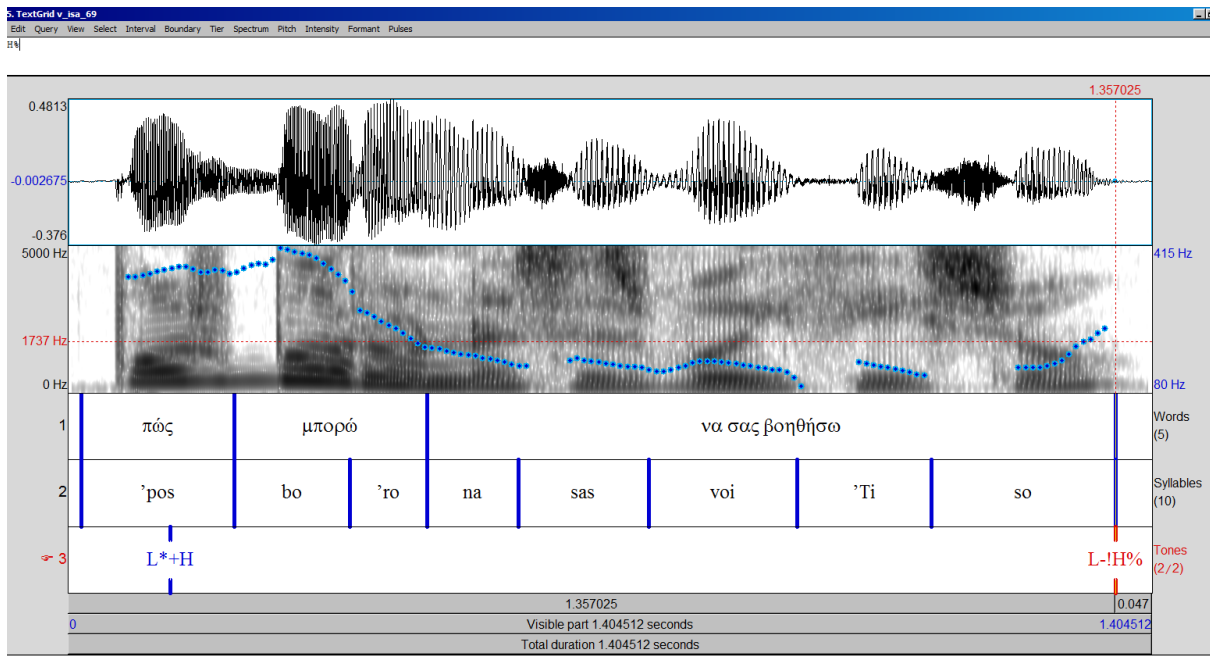 5. TextGrid v_isa_69
Edit Query View Select Interval Boundary Tier Spectrum Pitch Intensity Formant Pulses
H%
1.357025
0.4813
-0.002675
-0.376
5000 Hz 415 Hz
1737 Hz
0 Hz 80 Hz
1 πώς μπορώ να σας βοηθήσω Words (5)
2 ’pos bo ’ro na sas voi ’Ti so Syllables (10)
3 L*+H L-!H% Tones (2/2)
1.357025 0.047
0 Visible part 1.404512 seconds 1.404512
Total duration 1.404512 seconds